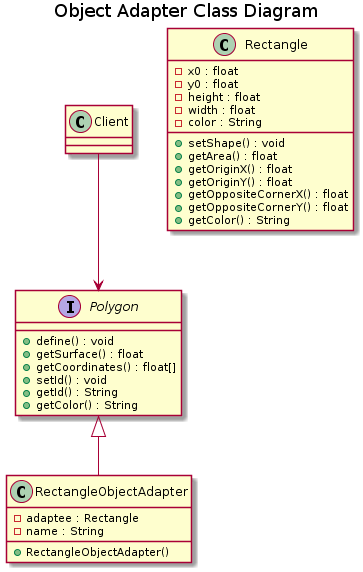 Object Adapter Class Diagram
C Rectangle
x0 : float
y0 : float
height : float
width : float
color : String
setShape() : void
getArea() : float
getOriginX() : float
getOriginY() : float
getOppositeCornerX() : float
getOppositeCornerY() : float
getColor() : String
C Client
I Polygon
define() : void
getSurface() : float
getCoordinates() : float[]
setId() : void
getId() : String
getColor() : String
C RectangleObjectAdapter
adaptee : Rectangle
name : String
RectangleObjectAdapter()